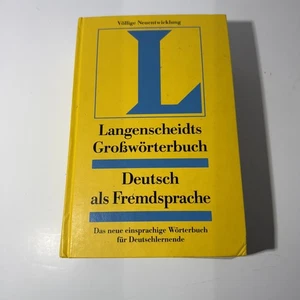 Völlige Neuentwicklung
L
Langenscheidts
Großwörterbuch
Deutsch
als Fremdsprache
Das neue einsprachige Wörterbuch
für Deutschlernende